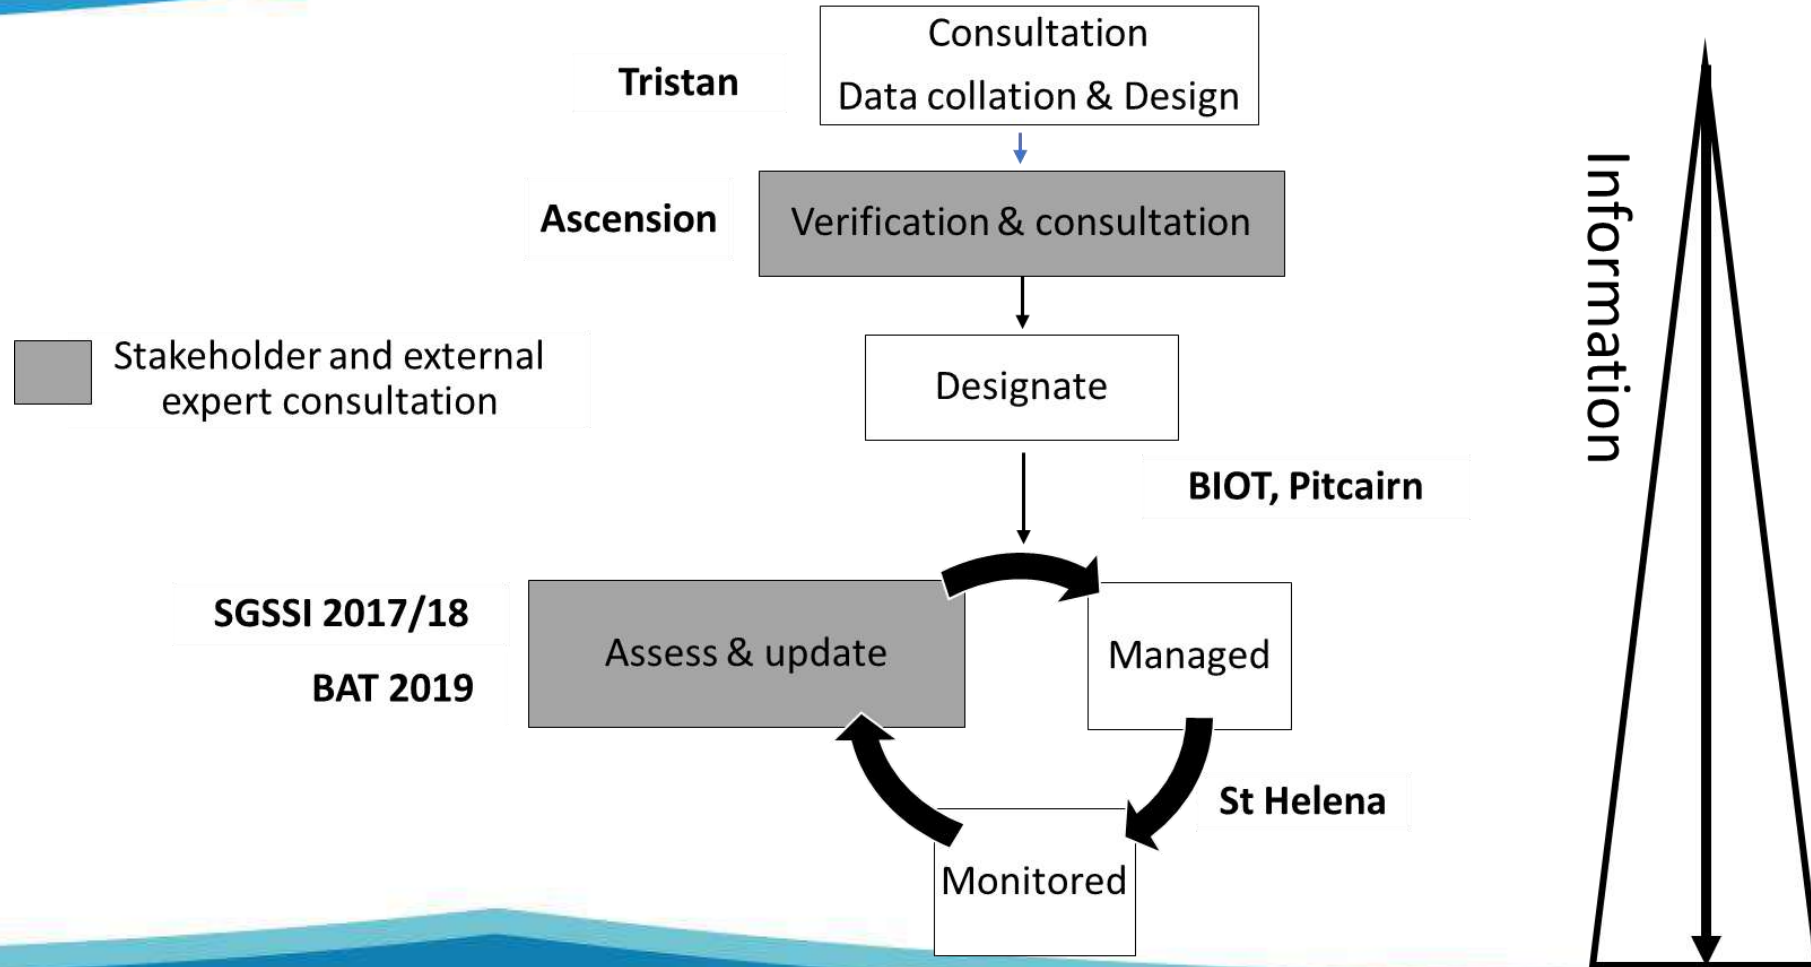 Consultation
Data collation & Design
Tristan
Ascension
Verification & consultation
Stakeholder and external
expert consultation
Designate
BIOT, Pitcairn
SGSSI 2017/18
BAT 2019
Assess & update
Managed
St Helena
Monitored
Information